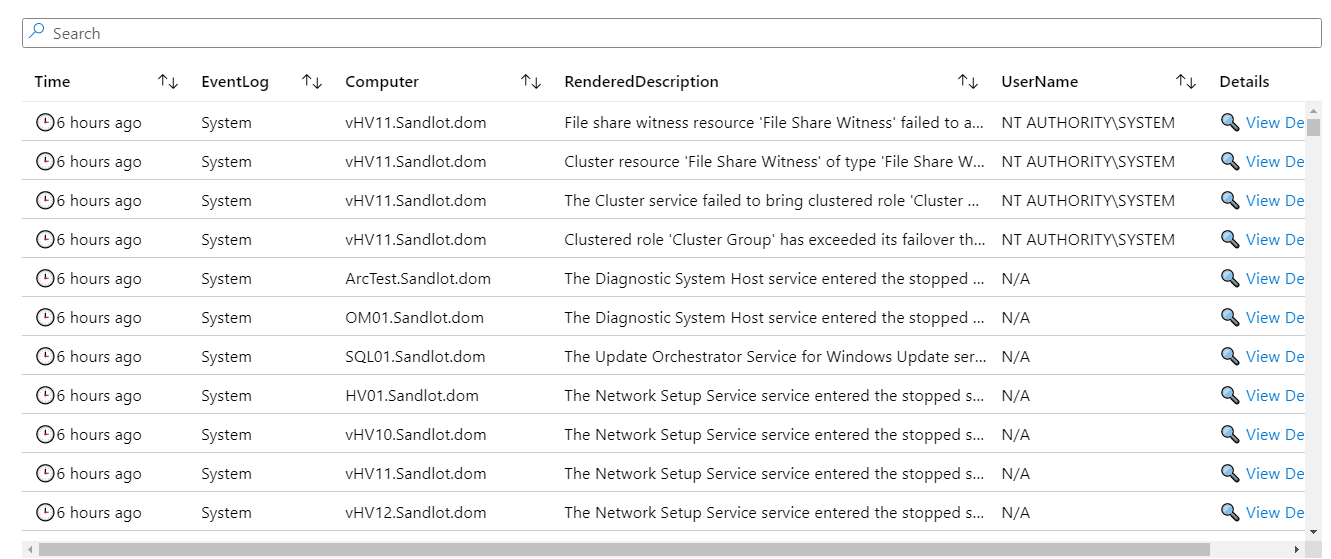 Search
Time EventLog Computer RenderedDescription UserName Details
6 hours ago System vHV11.Sandlot.dom File share witness resource 'File Share Witness' failed to a... NT AUTHORITY\SYSTEM View De
6 hours ago System vHV11.Sandlot.dom Cluster resource 'File Share Witness' of type 'File Share W... NT AUTHORITY\SYSTEM View De
6 hours ago System vHV11.Sandlot.dom The Cluster service failed to bring clustered role 'Cluster ... NT AUTHORITY\SYSTEM View De
6 hours ago System vHV11.Sandlot.dom Clustered role 'Cluster Group' has exceeded its failover th... NT AUTHORITY\SYSTEM View De
6 hours ago System ArcTest.Sandlot.dom The Diagnostic System Host service entered the stopped ... N/A View De
6 hours ago System OM01.Sandlot.dom The Diagnostic System Host service entered the stopped ... N/A View De
6 hours ago System SQL01.Sandlot.dom The Update Orchestrator Service for Windows Update ser... N/A View De
6 hours ago System HV01.Sandlot.dom The Network Setup Service service entered the stopped s... N/A View De
6 hours ago System vHV10.Sandlot.dom The Network Setup Service service entered the stopped s... N/A View De
6 hours ago System vHV11.Sandlot.dom The Network Setup Service service entered the stopped s... N/A View De
6 hours ago System vHV12.Sandlot.dom The Network Setup Service service entered the stopped s... N/A View De